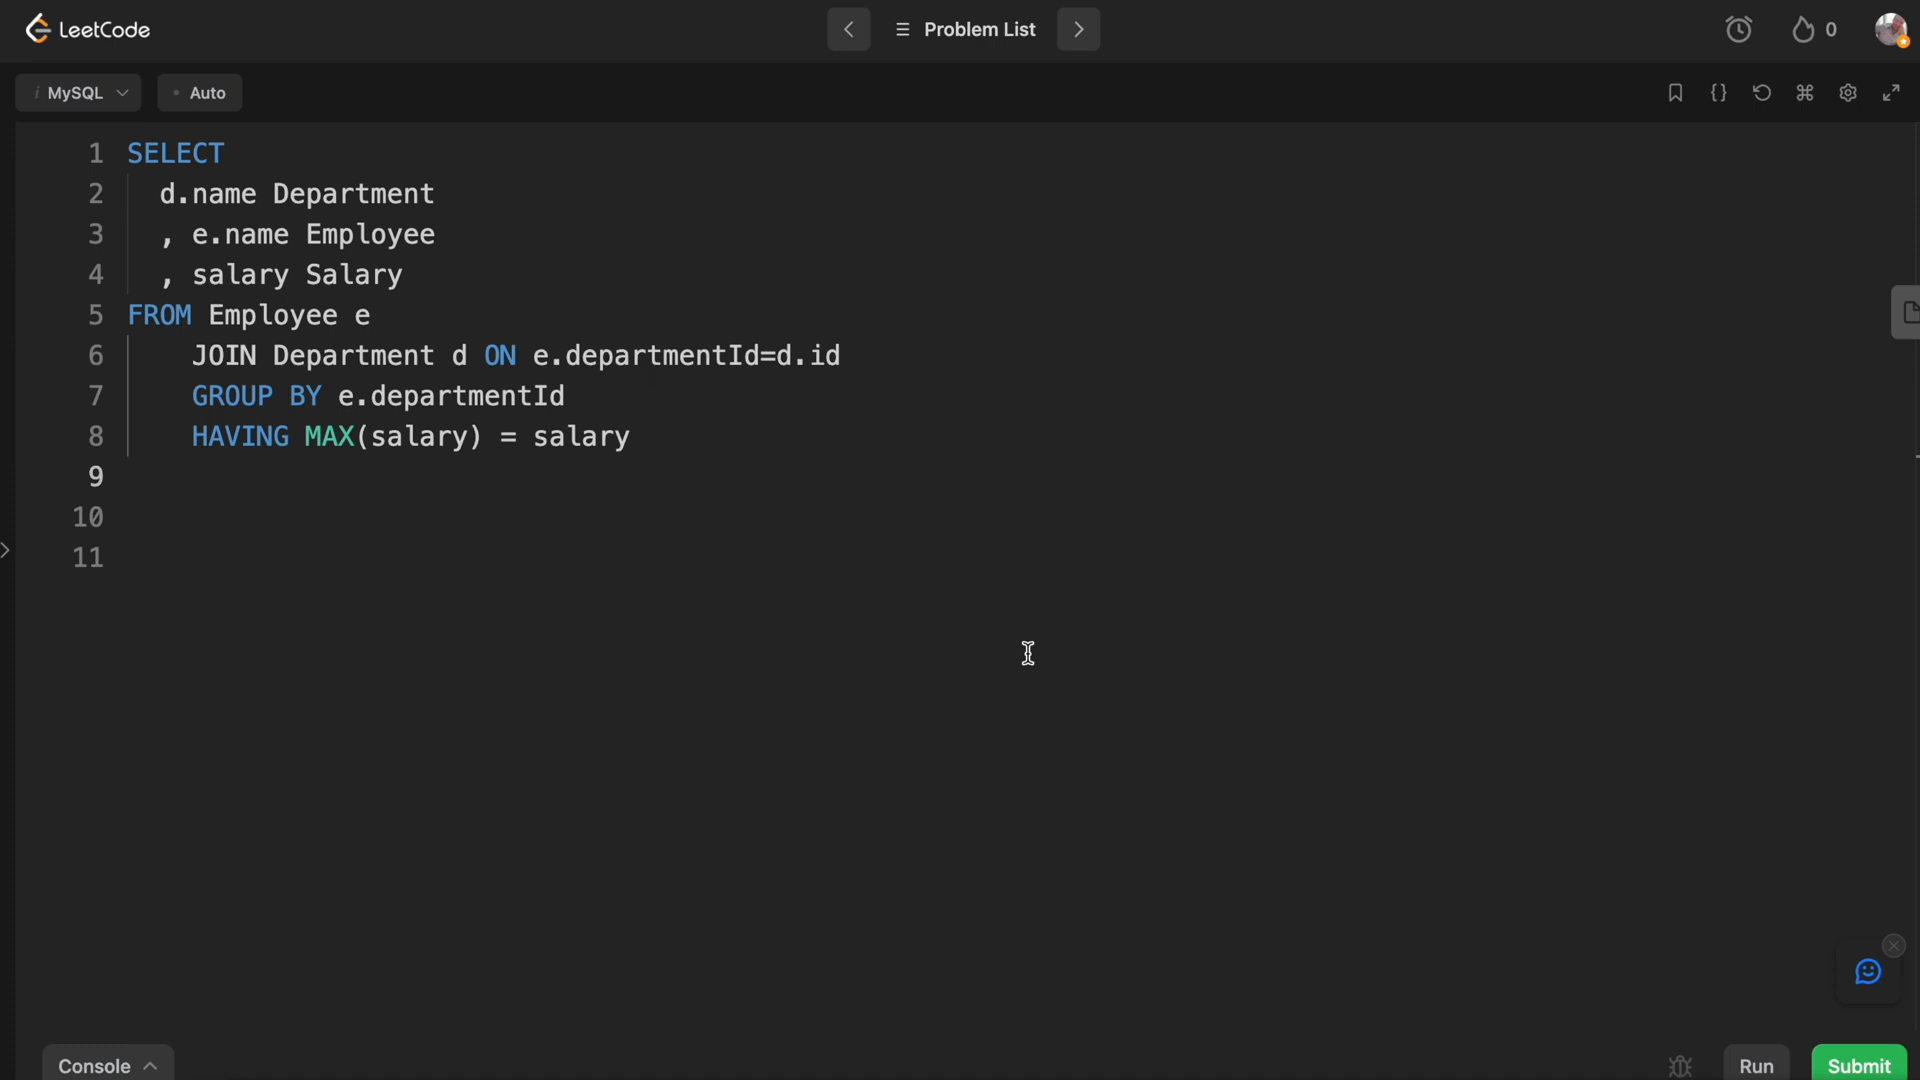 LeetCode
Problem List
0
MySQL
Auto
1 SELECT
2 d.name Department
3 , e.name Employee
4 , salary Salary
5 FROM Employee e
6 JOIN Department d ON e.departmentId=d.id
7 GROUP BY e.departmentId
8 HAVING MAX(salary) = salary
9
10
11
Console
Run
Submit